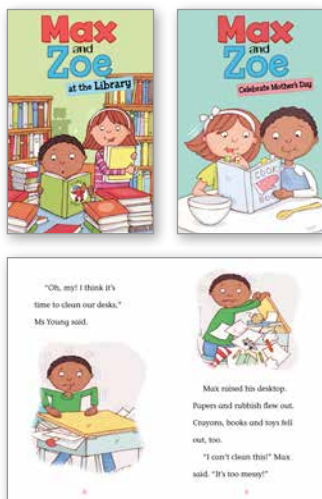 Max
and
Zoe
at the Library
Max
and
Zoe
Celebrate Mother's Day
COOK
"Oh, my! I think it's
time to clean our desks,"
Ms Young said.
Max raised his desktop.
Papers and rubbish flew out.
Crayons, books and toys fell
out, too.
"I can't clean this!" Max
said. "It's too messy!"